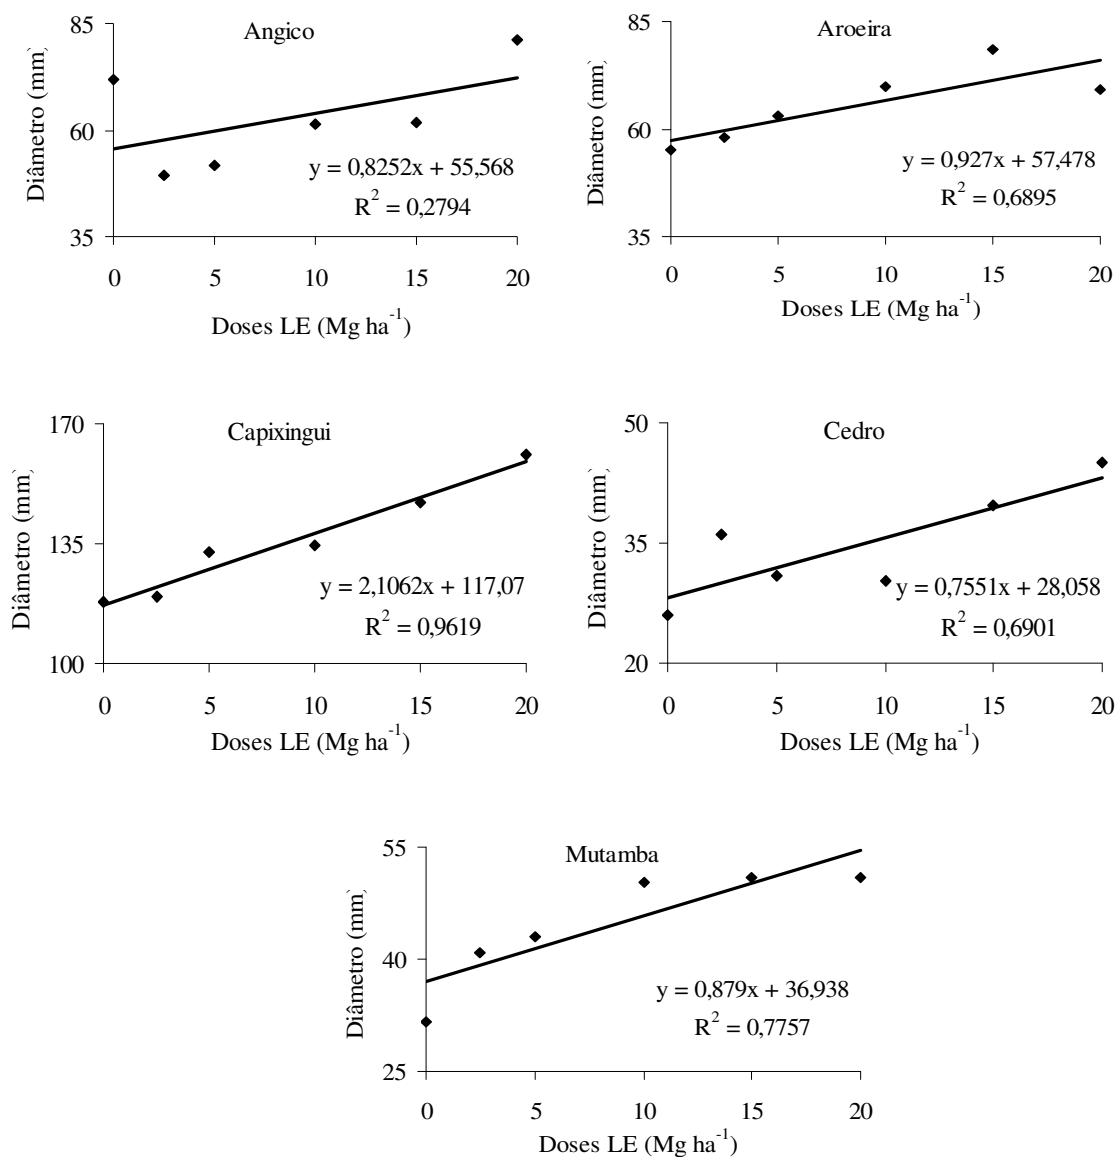 Angico
Diâmetro (mm)
85
60
35
y = 0,8252x + 55,568
R² = 0,2794
0 5 10 15 20
Doses LE (Mg ha⁻¹)
Aroeira
Diâmetro (mm)
85
60
35
y = 0,927x + 57,478
R² = 0,6895
0 5 10 15 20
Doses LE (Mg ha⁻¹)
Capixingui
Diâmetro (mm)
170
135
100
y = 2,1062x + 117,07
R² = 0,9619
0 5 10 15 20
Doses LE (Mg ha⁻¹)
Cedro
Diâmetro (mm)
50
35
20
y = 0,7551x + 28,058
R² = 0,6901
0 5 10 15 20
Doses LE (Mg ha⁻¹)
Mutamba
Diâmetro (mm)
55
40
25
y = 0,879x + 36,938
R² = 0,7757
0 5 10 15 20
Doses LE (Mg ha⁻¹)